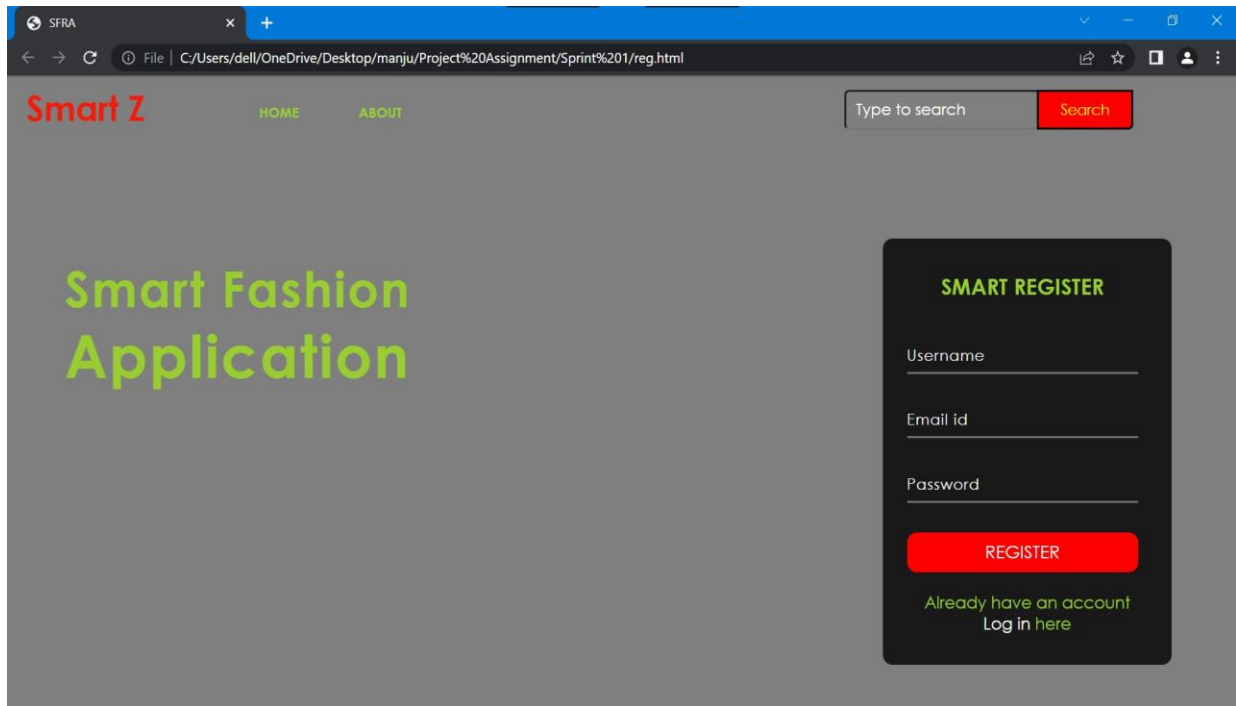 SFRA
File | C:/Users/dell/OneDrive/Desktop/manju/Project%20Assignment/Sprint%201/reg.html
Smart Z HOME ABOUT Type to search Search
Smart Fashion
Application
SMART REGISTER
Username
Email id
Password
REGISTER
Already have an account
Log in here